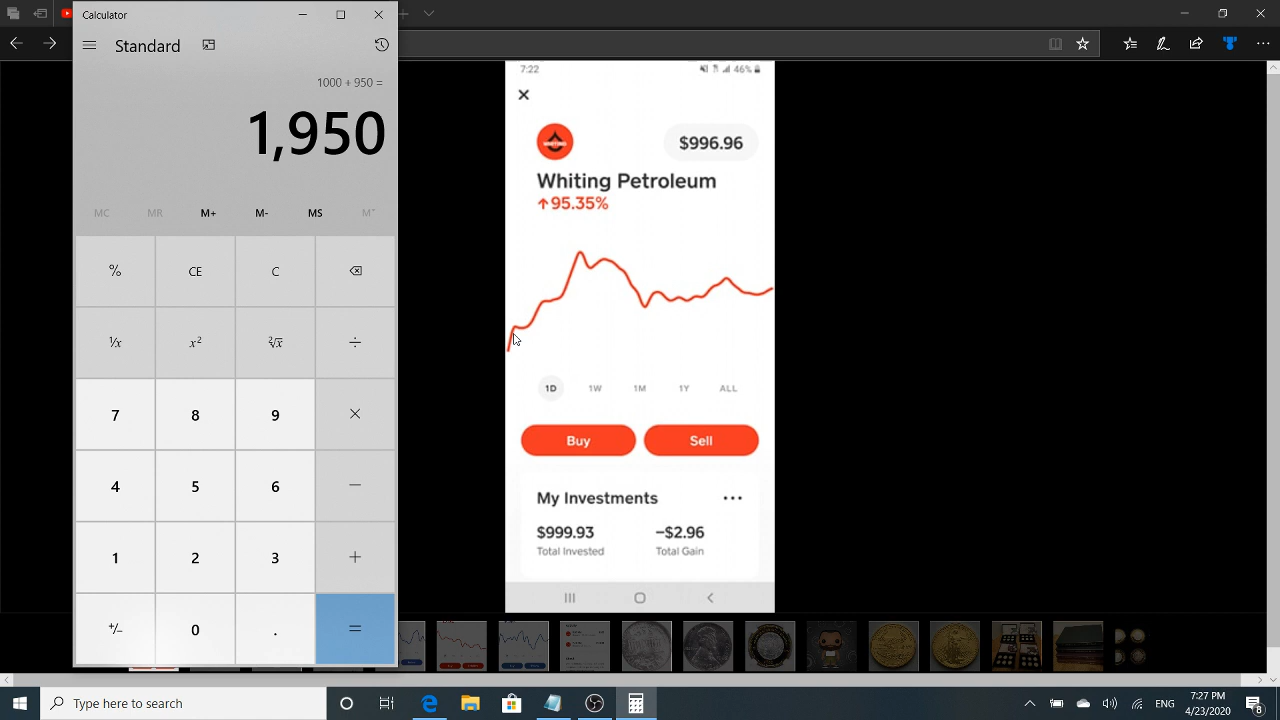 Calculator
Standard
1000 + 950 =
1,950
MC MR M+ M- MS M˅
% CE C
¹/x x² ²√x ÷
7 8 9 ×
4 5 6 −
1 2 3 +
+/− 0 . =
7:22
46%
$996.96
WHITING
Whiting Petroleum
95.35%
1D 1W 1M 1Y ALL
Buy Sell
My Investments
$999.93 −$2.96
Total Invested Total Gain
Type here to search
ENG
7:27 PM
4/23/2020
6